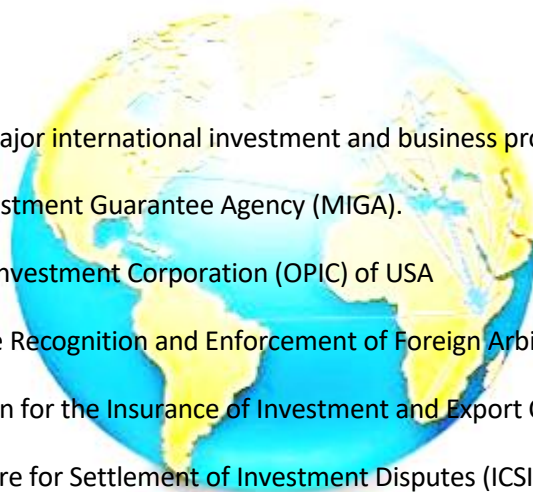 ajor international investment and business pro
estment Guarantee Agency (MIGA).
nvestment Corporation (OPIC) of USA
e Recognition and Enforcement of Foreign Arbi
n for the Insurance of Investment and Export C
re for Settlement of Investment Disputes (ICSI